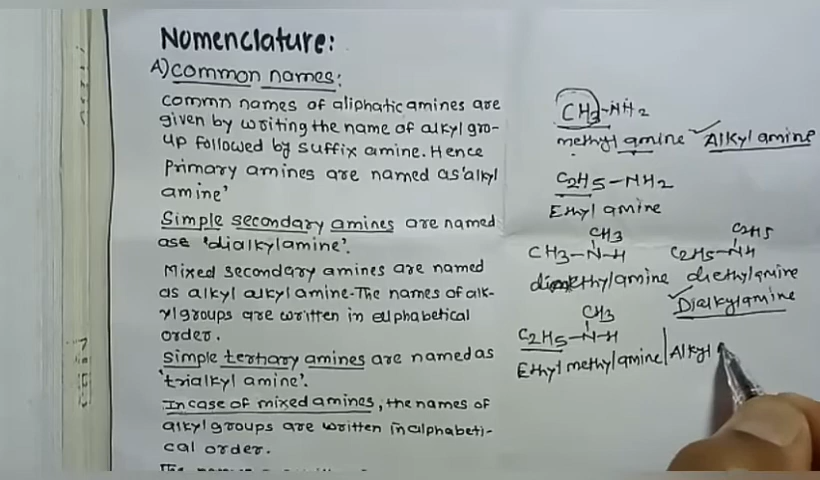 Nomenclature:
A) common names:
commn names of aliphatic amines are
given by writing the name of alkyl gro-
up followed by suffix amine. Hence
Primary amines are named as 'alkyl
amine'
Simple secondary amines are named
ase 'dialkylamine'.
Mixed secondary amines are named
as alkyl alkyl amine-The names of alk-
yl groups are written in alphabetical
order.
Simple tertiary amines are named as
'trialkyl amine'.
In case of mixed amines, the names of
alkyl groups are written in alphabeti-
cal order.
CH3-NH2
methyl amine Alkyl amine
C2H5-NH2
Ethyl amine
CH3 C2H5
CH3-N-H C2H5-NH
dimethylamine diethylamine
Dialkylamine
CH3
C2H5-N-H
Ethyl methylamine | Alkyl